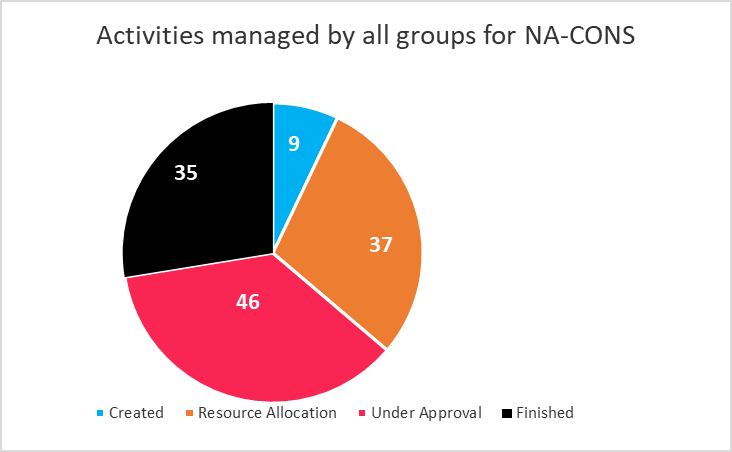 Activities managed by all groups for NA-CONS
9
35
37
46
Created Resource Allocation Under Approval Finished